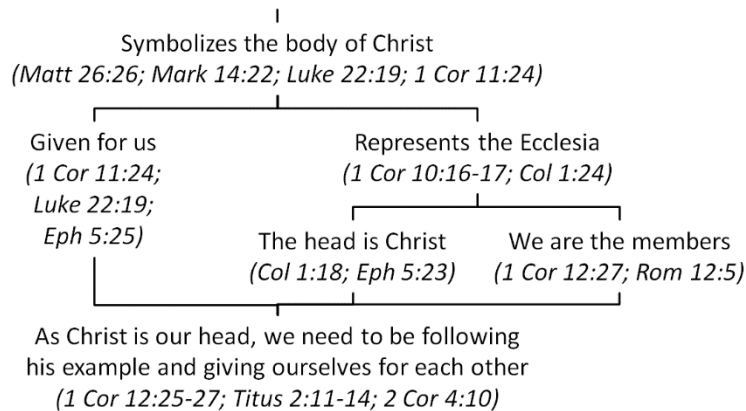 Symbolizes the body of Christ
(Matt 26:26; Mark 14:22; Luke 22:19; 1 Cor 11:24)
Given for us
(1 Cor 11:24;
Luke 22:19;
Eph 5:25)
Represents the Ecclesia
(1 Cor 10:16-17; Col 1:24)
The head is Christ
(Col 1:18; Eph 5:23)
We are the members
(1 Cor 12:27; Rom 12:5)
As Christ is our head, we need to be following
his example and giving ourselves for each other
(1 Cor 12:25-27; Titus 2:11-14; 2 Cor 4:10)